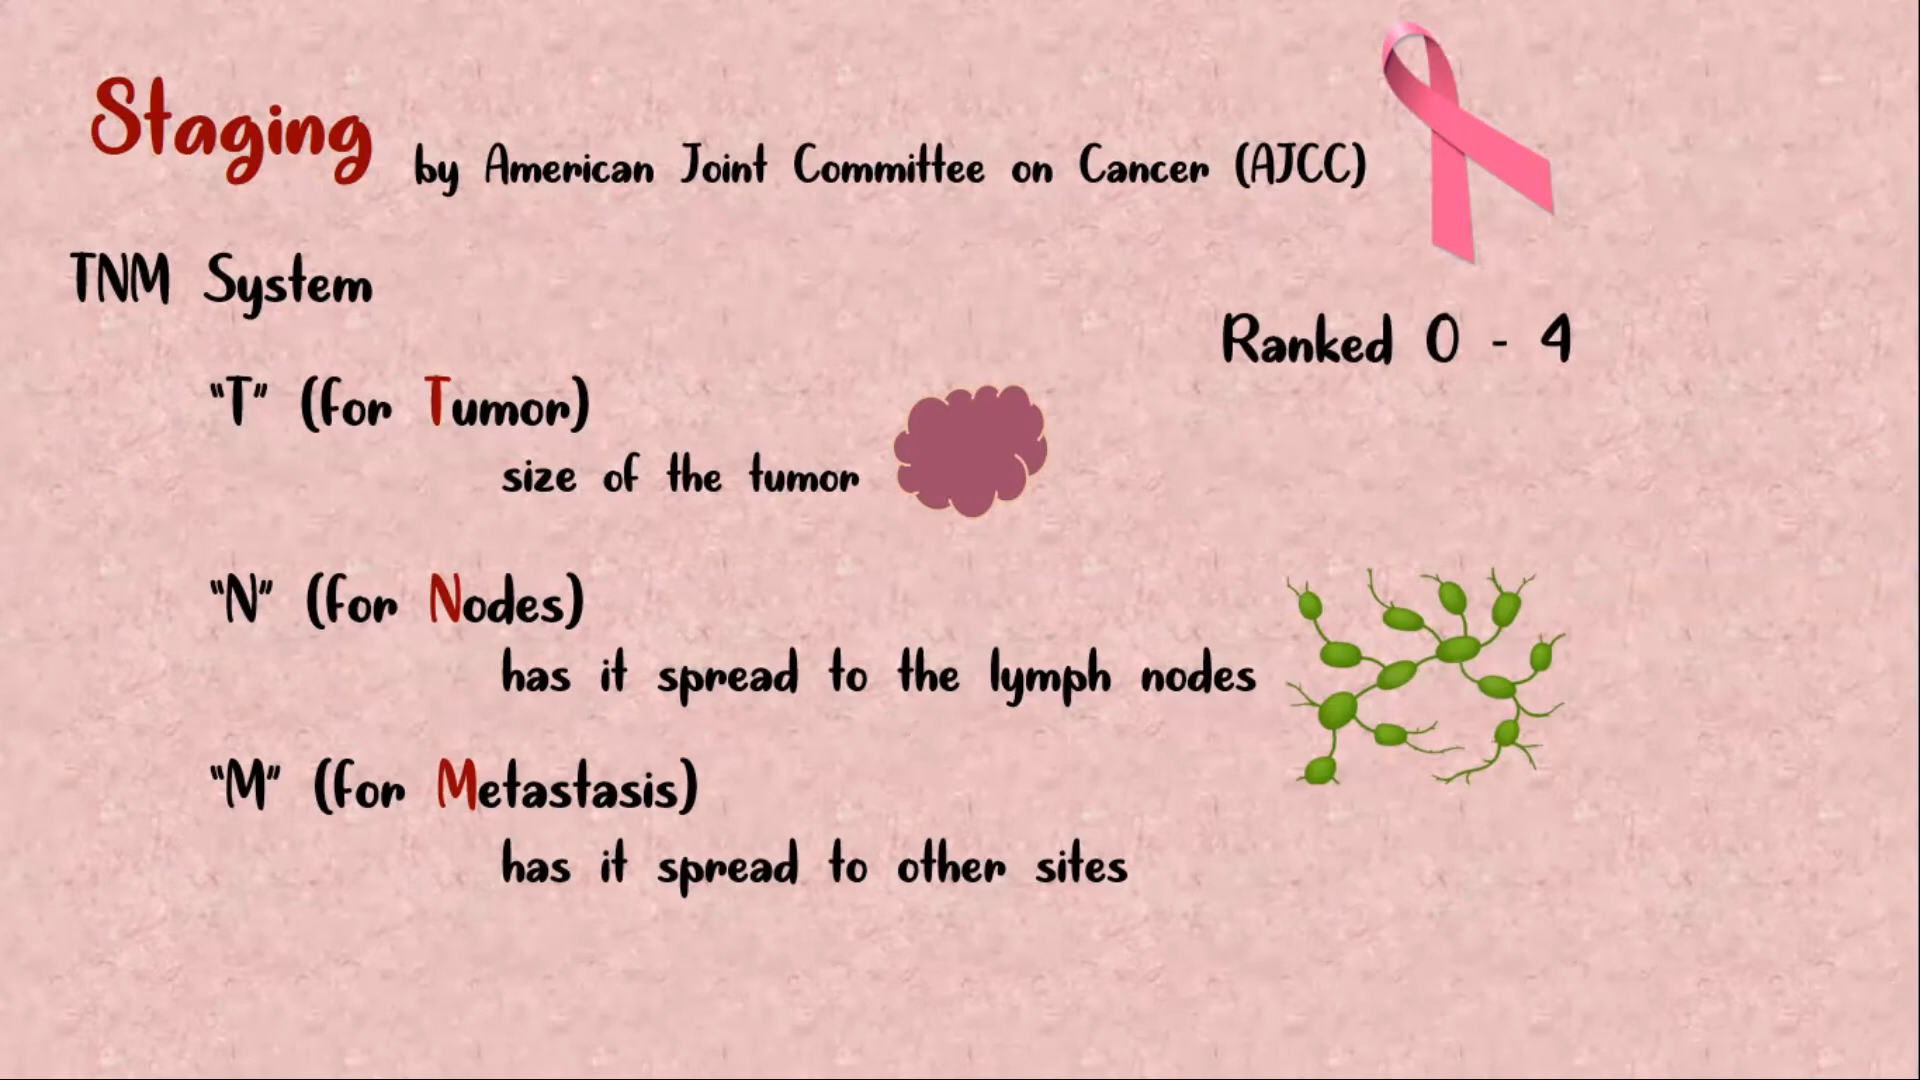 Staging by American Joint Committee on Cancer (AJCC)
TNM System
Ranked 0 - 4
“T” (for Tumor)
size of the tumor
“N” (for Nodes)
has it spread to the lymph nodes
“M” (for Metastasis)
has it spread to other sites